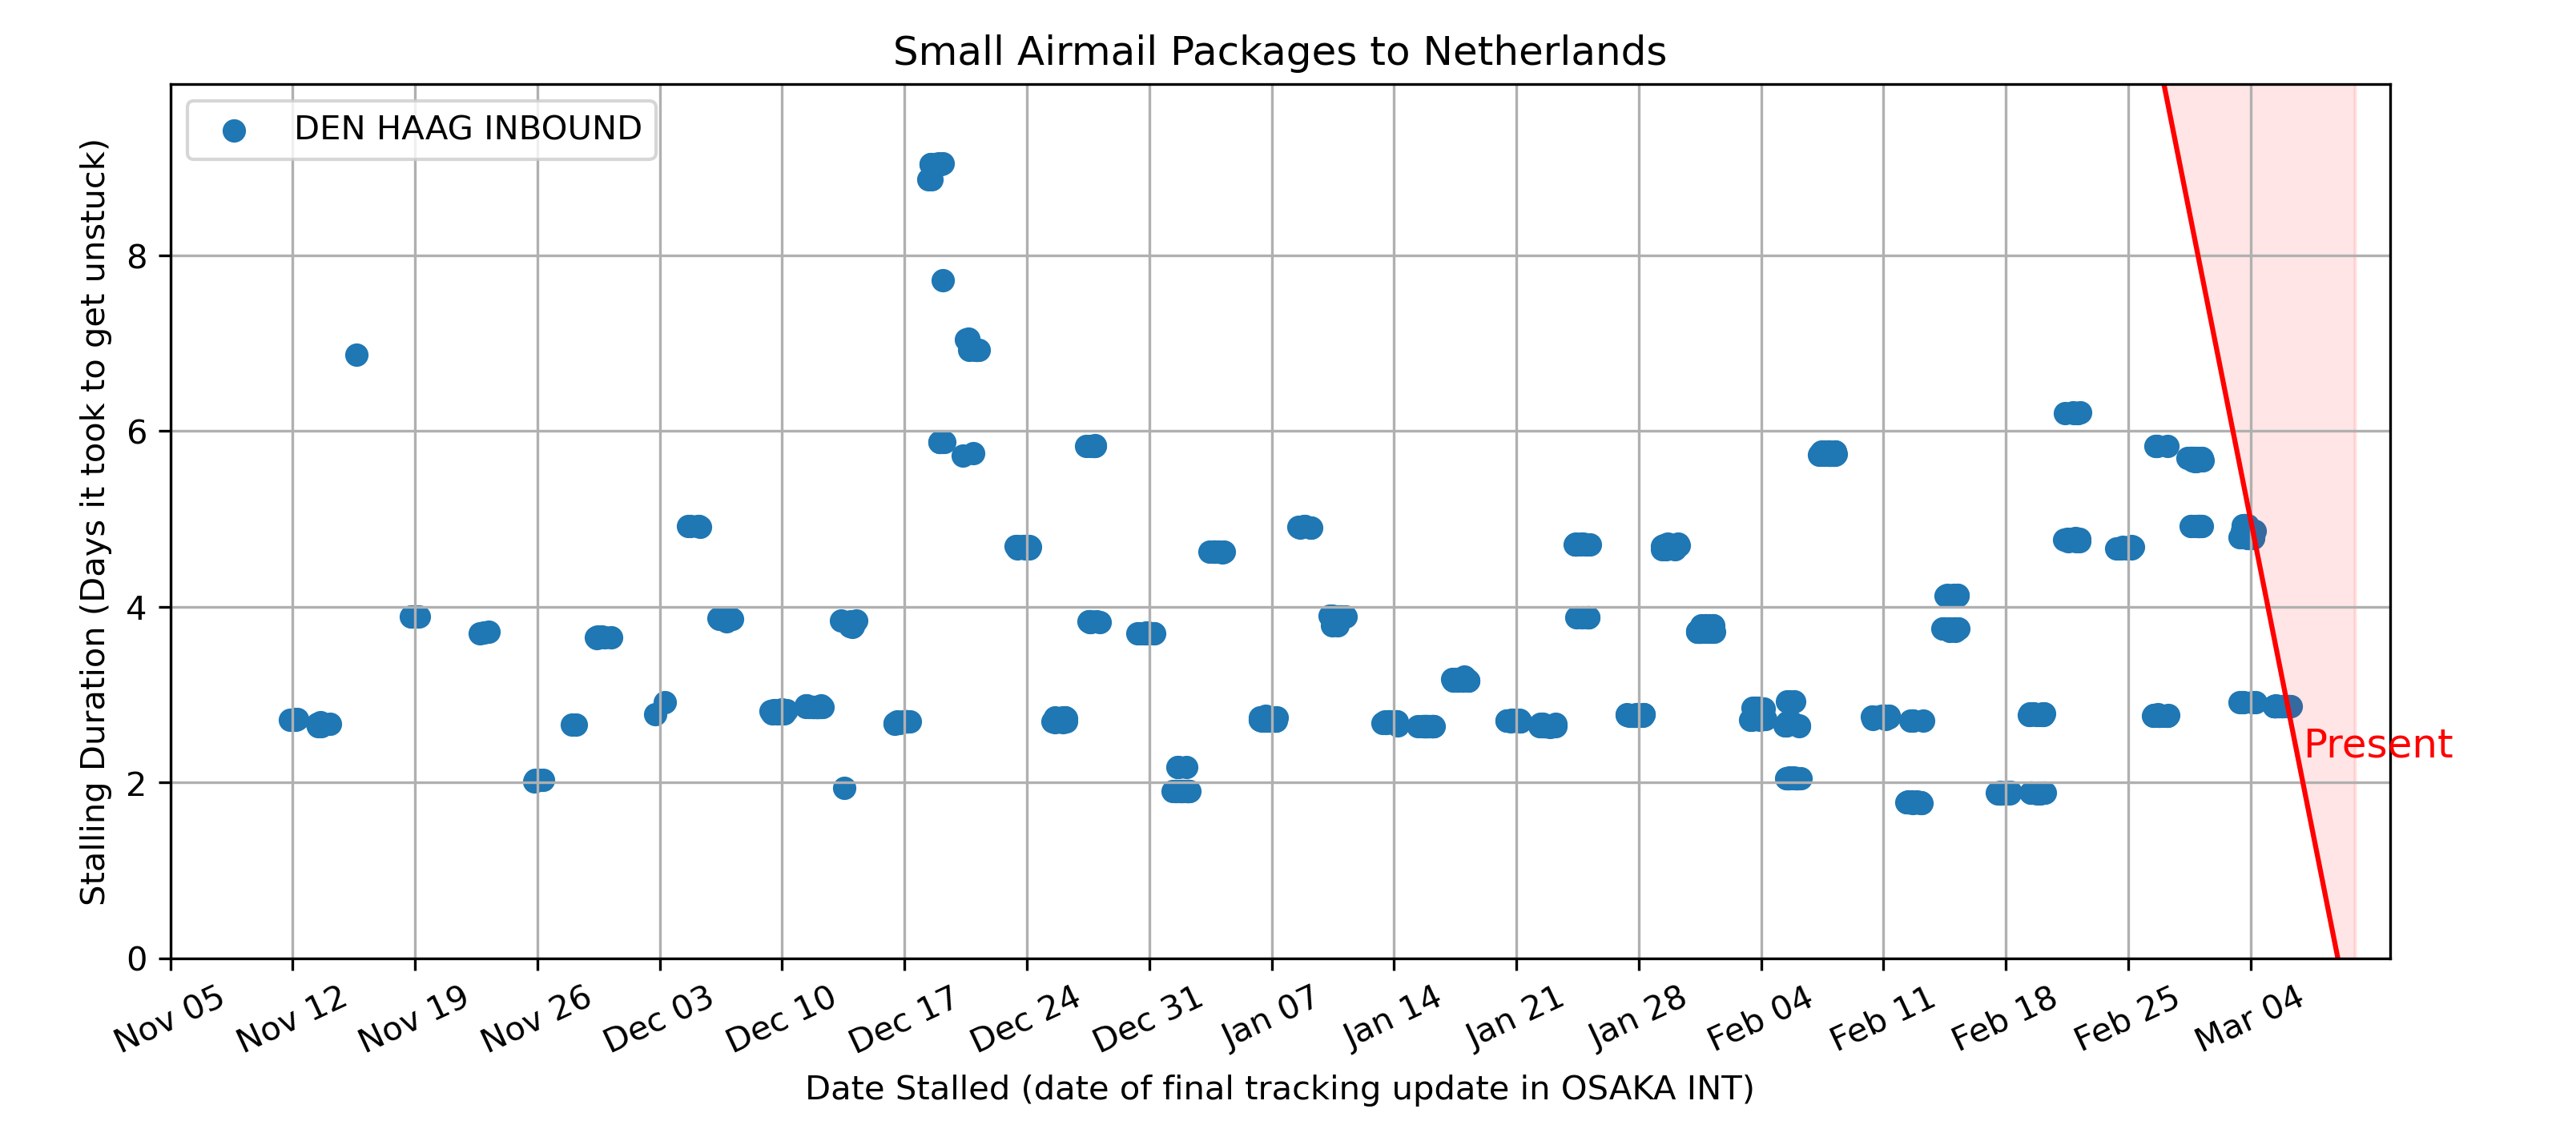 Small Airmail Packages to Netherlands
DEN HAAG INBOUND
Stalling Duration (Days it took to get unstuck)
8
6
4
2
0
Present
Nov 05
Nov 12
Nov 19
Nov 26
Dec 03
Dec 10
Dec 17
Dec 24
Dec 31
Jan 07
Jan 14
Jan 21
Jan 28
Feb 04
Feb 11
Feb 18
Feb 25
Mar 04
Date Stalled (date of final tracking update in OSAKA INT)